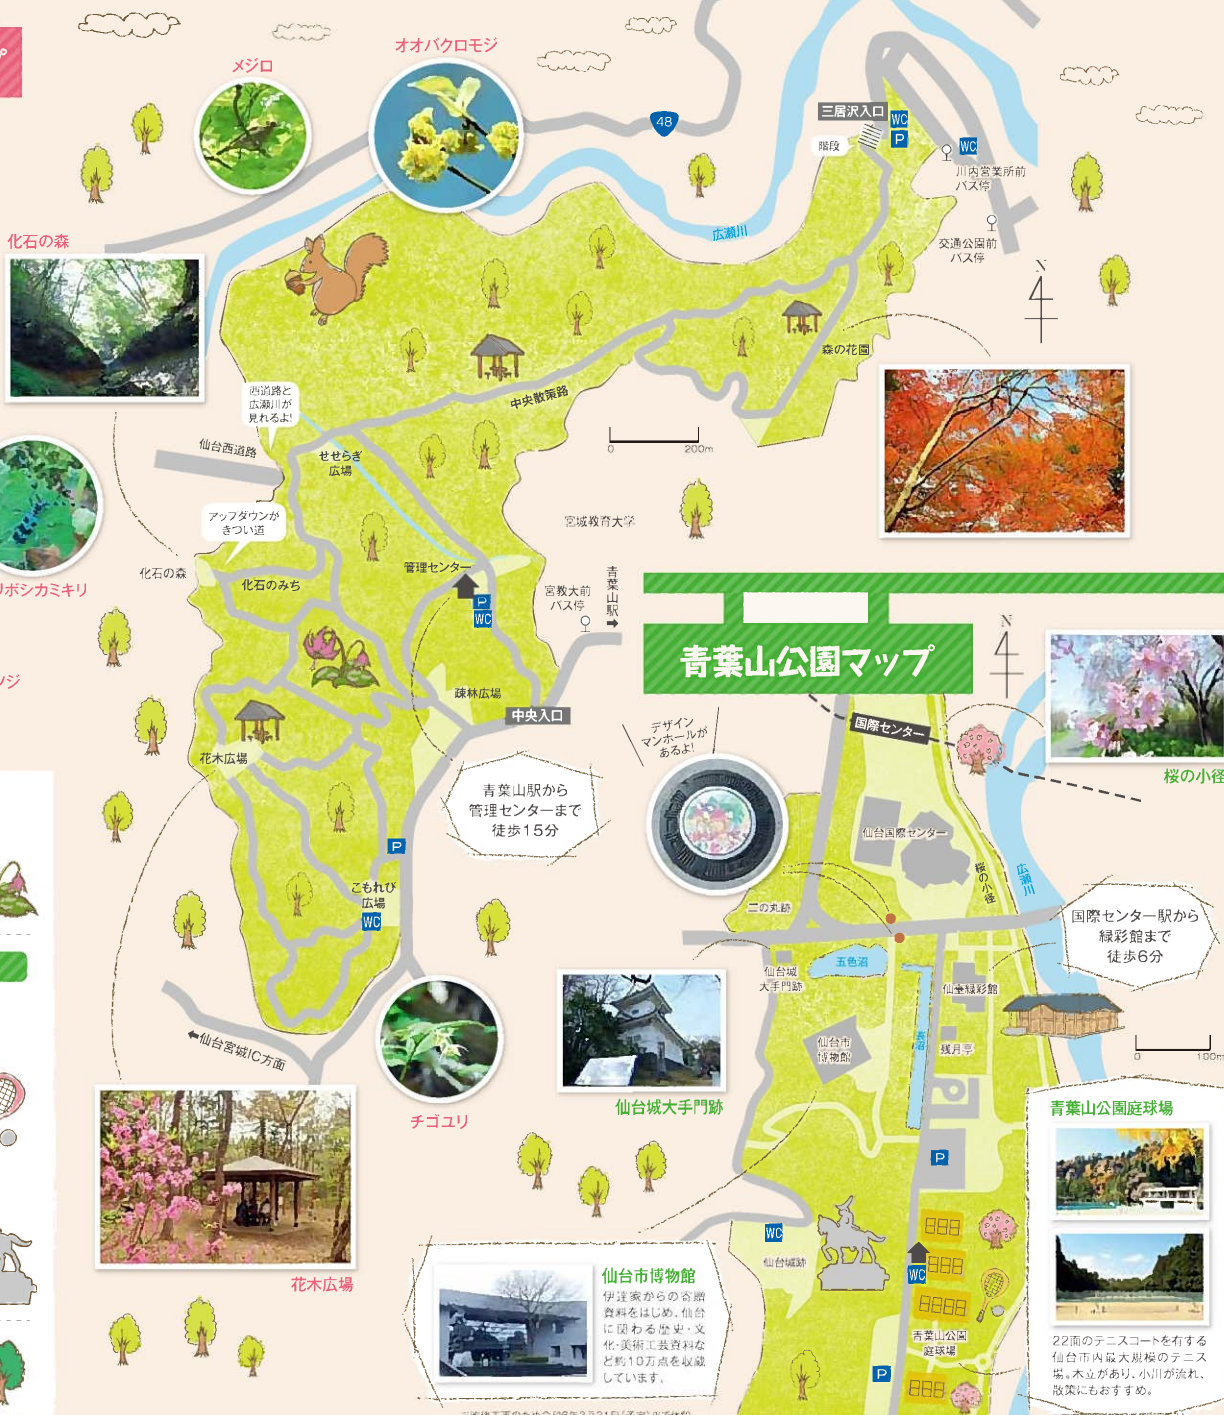 プ
メジロ
オオバクロモジ
48
三居沢入口
WC
P
階段
WC
川内営業所前
バス停
広瀬川
交通公園前
バス停
N
化石の森
森の花園
西道路と
広瀬川が
見れるよ!
中央散策路
仙台西道路
せせらぎ
広場
0 200m
アップダウンが
きつい道
宮城教育大学
化石の森
化石のみち
管理センター
P
WC
宮教大前
バス停
青葉山駅➡
リボシカミキリ
ツジ
疎林広場
中央入口
花木広場
青葉山駅から
管理センターまで
徒歩15分
P
こもれび
広場
WC
⬅仙台宮城IC方面
チゴユリ
花木広場
青葉山公園マップ
N
国際センター
デザイン
マンホールが
あるよ!
桜の小径
仙台国際センター
桜の小径
広瀬川
二の丸跡
国際センター駅から
緑彩館まで
徒歩6分
五色沼
仙台城
大手門跡
仙臺緑彩館
長沼
仙台市
博物館
残月亭
0 100m
仙台城大手門跡
P
青葉山公園庭球場
WC
仙台城跡
WC
青葉山公園
庭球場
P
22面のテニスコートを有する
仙台市内最大規模のテニス
場。木立があり、小川が流れ、
散策にもおすすめ。
仙台市博物館
伊達家からの寄贈
資料をはじめ、仙台
に関わる歴史・文
化・美術工芸資料な
ど約10万点を収蔵
しています。